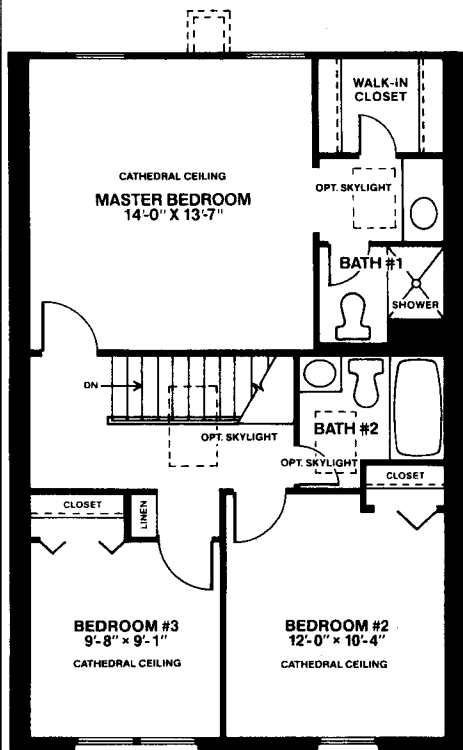 WALK-IN
CLOSET
CATHEDRAL CEILING
MASTER BEDROOM
14'-0" X 13'-7"
OPT. SKYLIGHT
BATH #1
SHOWER
DN
OPT. SKYLIGHT
BATH #2
OPT. SKYLIGHT
CLOSET
CLOSET
LINEN
BEDROOM #3
9'-8" × 9'-1"
CATHEDRAL CEILING
BEDROOM #2
12'-0" × 10'-4"
CATHEDRAL CEILING